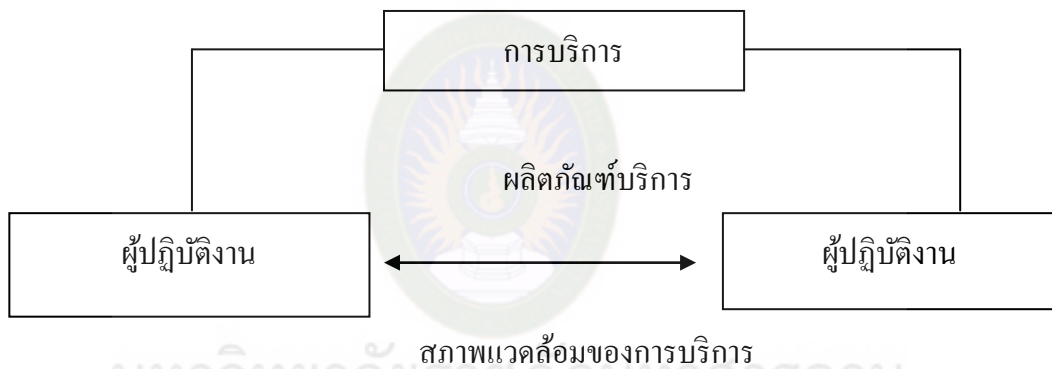 การบริการ
ผลิตภัณฑ์บริการ
ผู้ปฏิบัติงาน
ผู้ปฏิบัติงาน
สภาพแวดล้อมของการบริการ